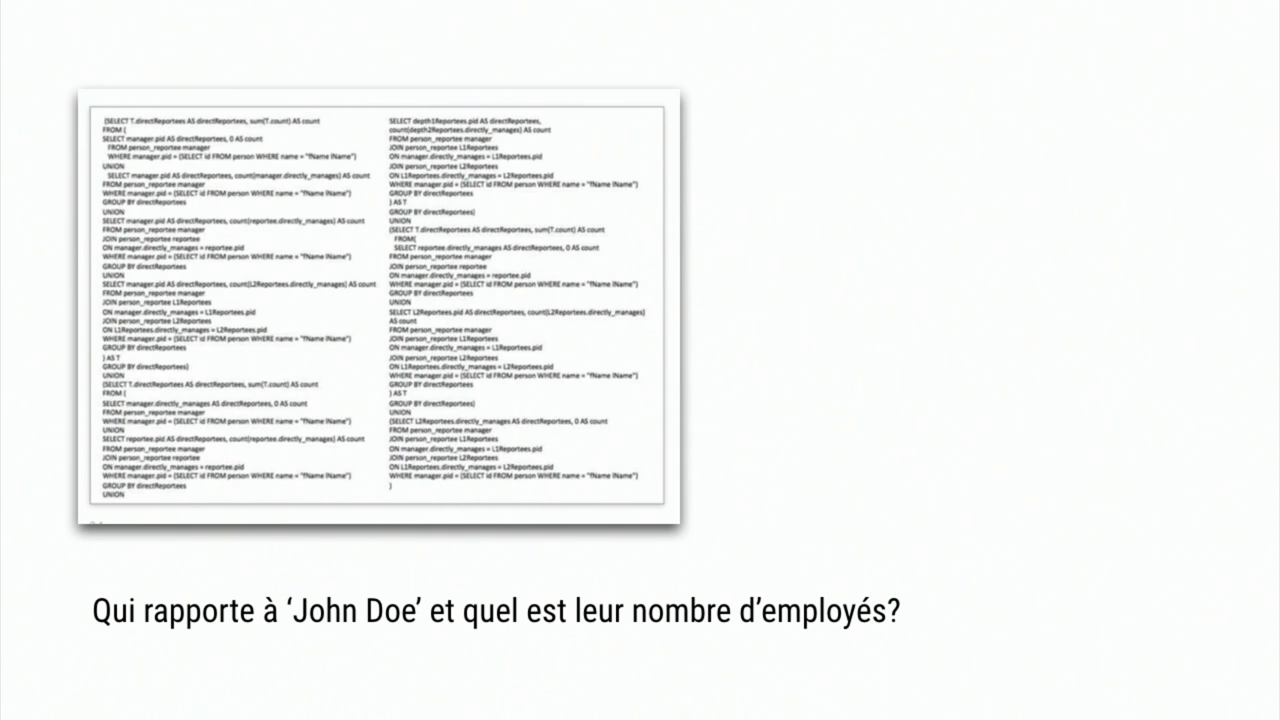 (SELECT T.directReportees AS directReportees, sum(T.count) AS count
FROM (
SELECT manager.pid AS directReportees, 0 AS count
FROM person_reportee manager
WHERE manager.pid = (SELECT id FROM person WHERE name = "fName lName")
UNION
SELECT manager.pid AS directReportees, count(manager.directly_manages) AS count
FROM person_reportee manager
WHERE manager.pid = (SELECT id FROM person WHERE name = "fName lName")
GROUP BY directReportees
UNION
SELECT manager.pid AS directReportees, count(reportee.directly_manages) AS count
FROM person_reportee manager
JOIN person_reportee reportee
ON manager.directly_manages = reportee.pid
WHERE manager.pid = (SELECT id FROM person WHERE name = "fName lName")
GROUP BY directReportees
UNION
SELECT manager.pid AS directReportees, count(L2Reportees.directly_manages) AS count
FROM person_reportee manager
JOIN person_reportee L1Reportees
ON manager.directly_manages = L1Reportees.pid
JOIN person_reportee L2Reportees
ON L1Reportees.directly_manages = L2Reportees.pid
WHERE manager.pid = (SELECT id FROM person WHERE name = "fName lName")
GROUP BY directReportees
) AS T
GROUP BY directReportees)
UNION
(SELECT T.directReportees AS directReportees, sum(T.count) AS count
FROM (
SELECT manager.directly_manages AS directReportees, 0 AS count
FROM person_reportee manager
WHERE manager.pid = (SELECT id FROM person WHERE name = "fName lName")
UNION
SELECT reportee.pid AS directReportees, count(reportee.directly_manages) AS count
FROM person_reportee manager
JOIN person_reportee reportee
ON manager.directly_manages = reportee.pid
WHERE manager.pid = (SELECT id FROM person WHERE name = "fName lName")
GROUP BY directReportees
UNION
SELECT depth1Reportees.pid AS directReportees,
count(depth2Reportees.directly_manages) AS count
FROM person_reportee manager
JOIN person_reportee L1Reportees
ON manager.directly_manages = L1Reportees.pid
JOIN person_reportee L2Reportees
ON L1Reportees.directly_manages = L2Reportees.pid
WHERE manager.pid = (SELECT id FROM person WHERE name = "fName lName")
GROUP BY directReportees
) AS T
GROUP BY directReportees)
UNION
(SELECT T.directReportees AS directReportees, sum(T.count) AS count
FROM(
SELECT reportee.directly_manages AS directReportees, 0 AS count
FROM person_reportee manager
JOIN person_reportee reportee
ON manager.directly_manages = reportee.pid
WHERE manager.pid = (SELECT id FROM person WHERE name = "fName lName")
GROUP BY directReportees
UNION
SELECT L2Reportees.pid AS directReportees, count(L2Reportees.directly_manages)
AS count
FROM person_reportee manager
JOIN person_reportee L1Reportees
ON manager.directly_manages = L1Reportees.pid
JOIN person_reportee L2Reportees
ON L1Reportees.directly_manages = L2Reportees.pid
WHERE manager.pid = (SELECT id FROM person WHERE name = "fName lName")
GROUP BY directReportees
) AS T
GROUP BY directReportees)
UNION
(SELECT L2Reportees.directly_manages AS directReportees, 0 AS count
FROM person_reportee manager
JOIN person_reportee L1Reportees
ON manager.directly_manages = L1Reportees.pid
JOIN person_reportee L2Reportees
ON L1Reportees.directly_manages = L2Reportees.pid
WHERE manager.pid = (SELECT id FROM person WHERE name = "fName lName")
)
Qui rapporte à ‘John Doe’ et quel est leur nombre d’employés?